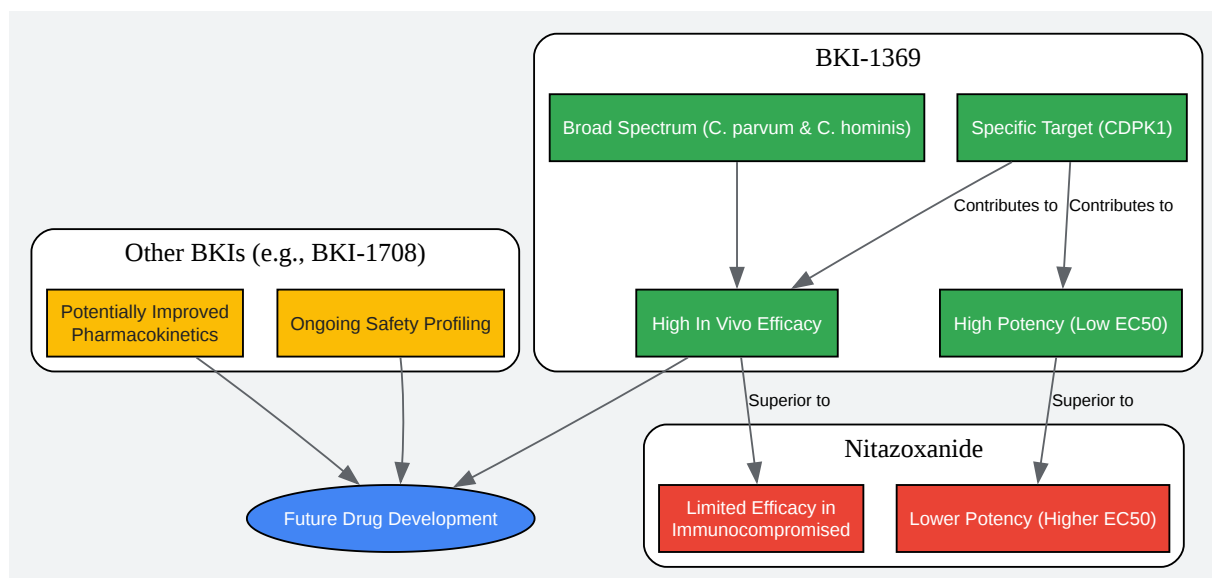 BKI-1369
Broad Spectrum (C. parvum & C. hominis)
Specific Target (CDPK1)
Contributes to
Contributes to
Other BKIs (e.g., BKI-1708)
Potentially Improved
Pharmacokinetics
Ongoing Safety Profiling
High In Vivo Efficacy
High Potency (Low EC50)
Superior to
Superior to
Nitazoxanide
Future Drug Development
Limited Efficacy in
Immunocompromised
Lower Potency (Higher EC50)